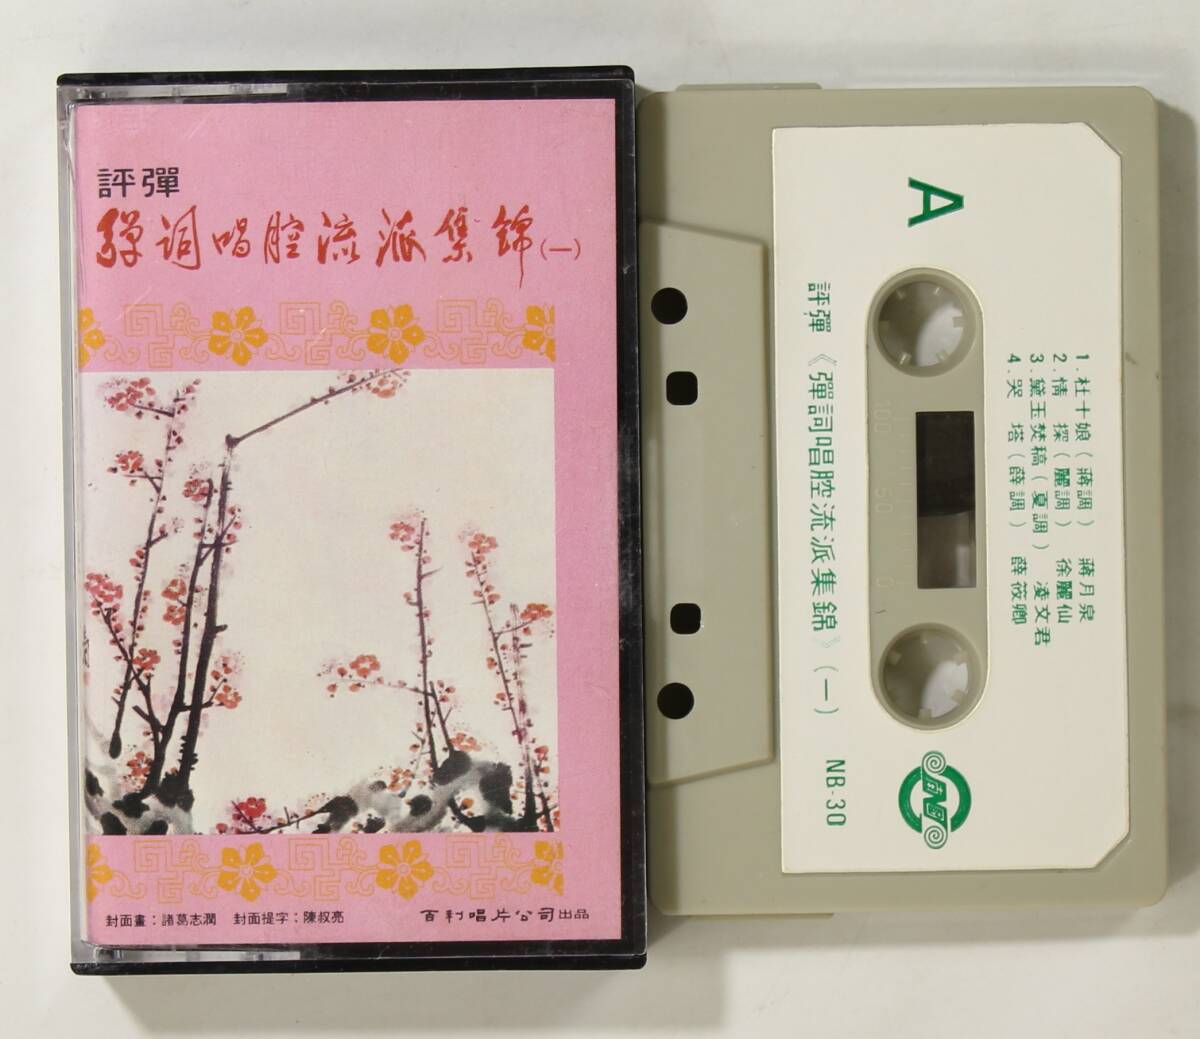 評彈
彈詞唱腔流派集錦(一)
封面畫：諸葛志潤　封面提字：陳叔亮
百利唱片公司出品
A
評彈《彈詞唱腔流派集錦》(一)　NB-30
1.杜十娘(蔣調)　蔣月泉
2.情　探(麗調)　徐麗仙
3.黛玉焚稿(夏調)　凌文君
4.哭　塔(薛調)　薛筱卿
100 50 0